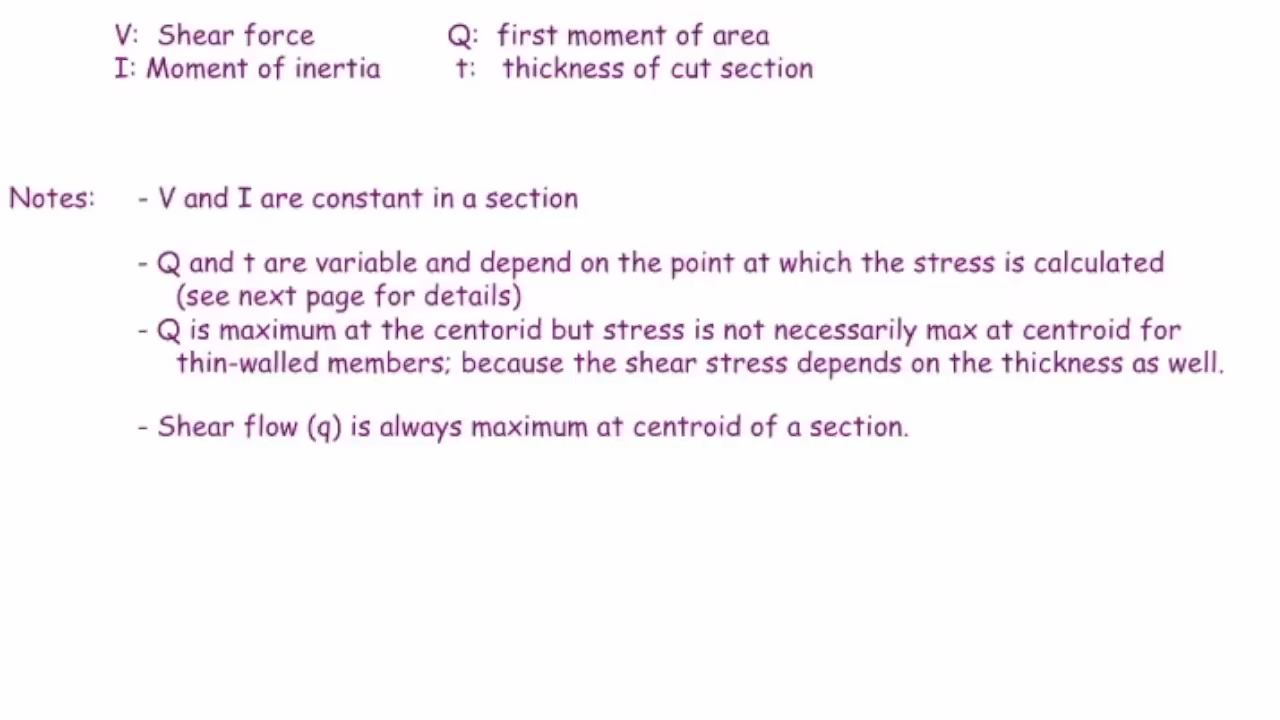 V: Shear force Q: first moment of area
I: Moment of inertia t: thickness of cut section
Notes: - V and I are constant in a section
- Q and t are variable and depend on the point at which the stress is calculated
(see next page for details)
- Q is maximum at the centorid but stress is not necessarily max at centroid for
thin-walled members; because the shear stress depends on the thickness as well.
- Shear flow (q) is always maximum at centroid of a section.